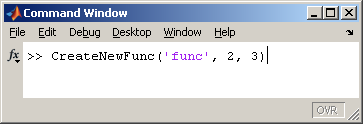 Command Window
File Edit Debug Desktop Window Help
fx >> CreateNewFunc('func', 2, 3)
OVR